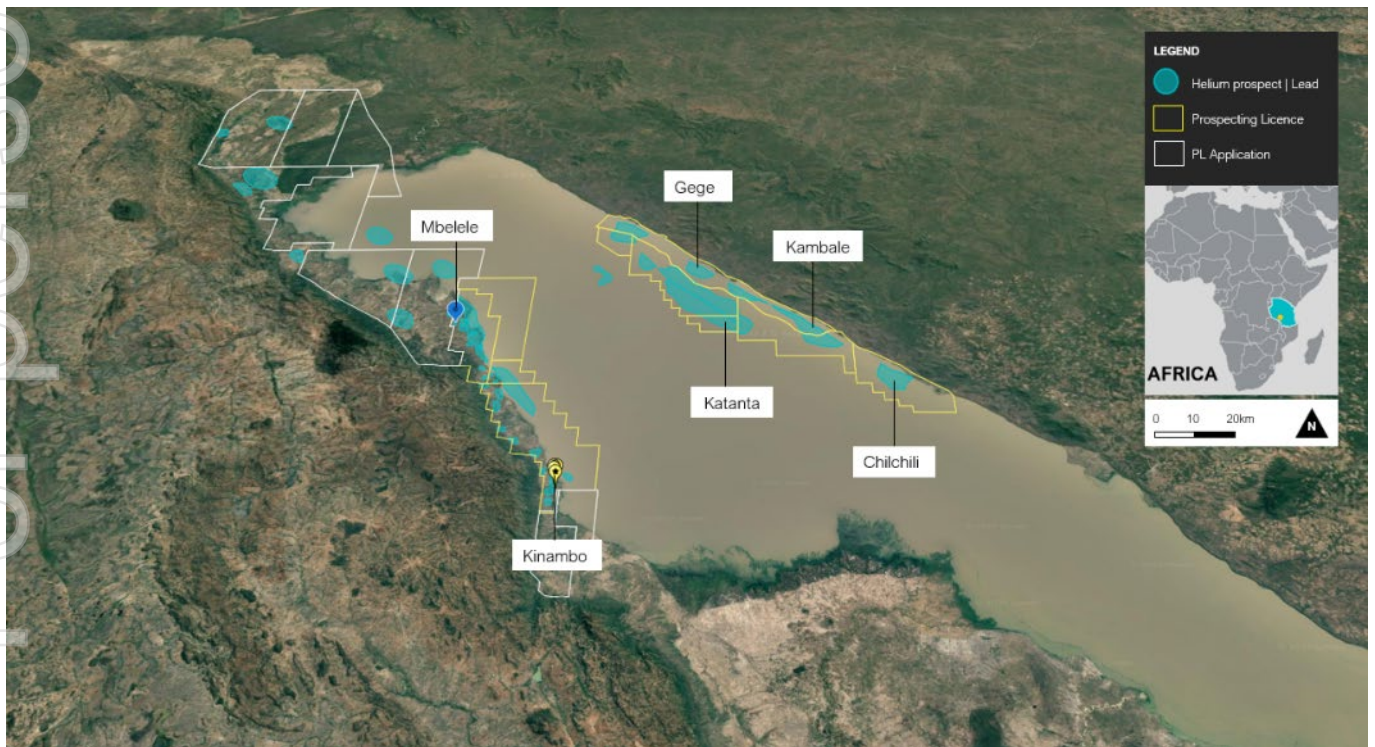 Mbelele
Gege
Kambale
Katanta
Chilchili
Kinambo
LEGEND
Helium prospect | Lead
Prospecting Licence
PL Application
AFRICA
0 10 20km
N